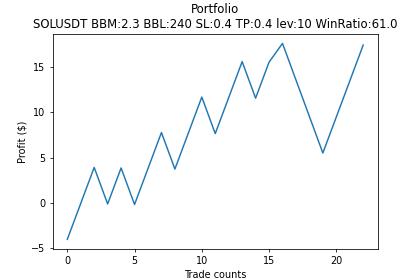 Portfolio
SOLUSDT BBM:2.3 BBL:240 SL:0.4 TP:0.4 lev:10 WinRatio:61.0
15
10
5
0
−5
Profit ($)
0 5 10 15 20
Trade counts